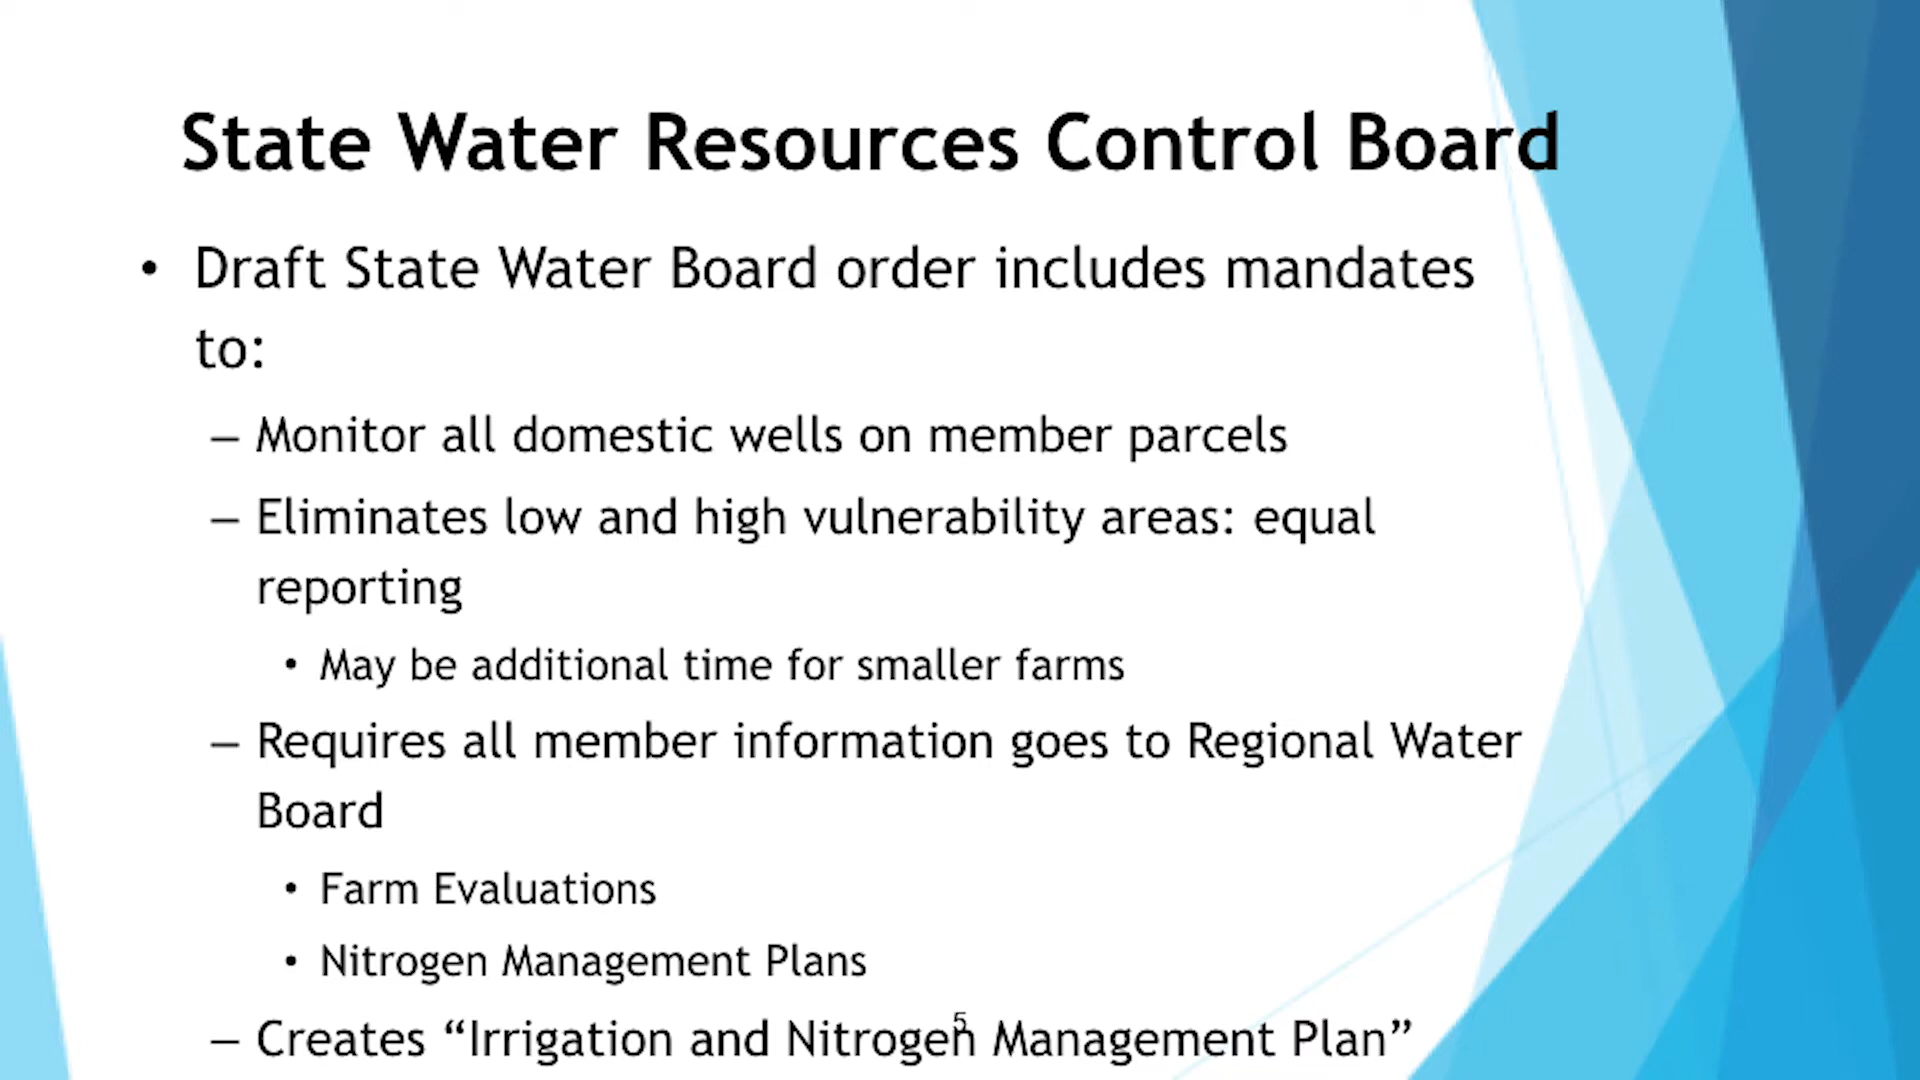 State Water Resources Control Board
• Draft State Water Board order includes mandates
to:
– Monitor all domestic wells on member parcels
– Eliminates low and high vulnerability areas: equal
reporting
• May be additional time for smaller farms
– Requires all member information goes to Regional Water
Board
• Farm Evaluations
• Nitrogen Management Plans
– Creates “Irrigation and Nitrogen Management Plan”
5